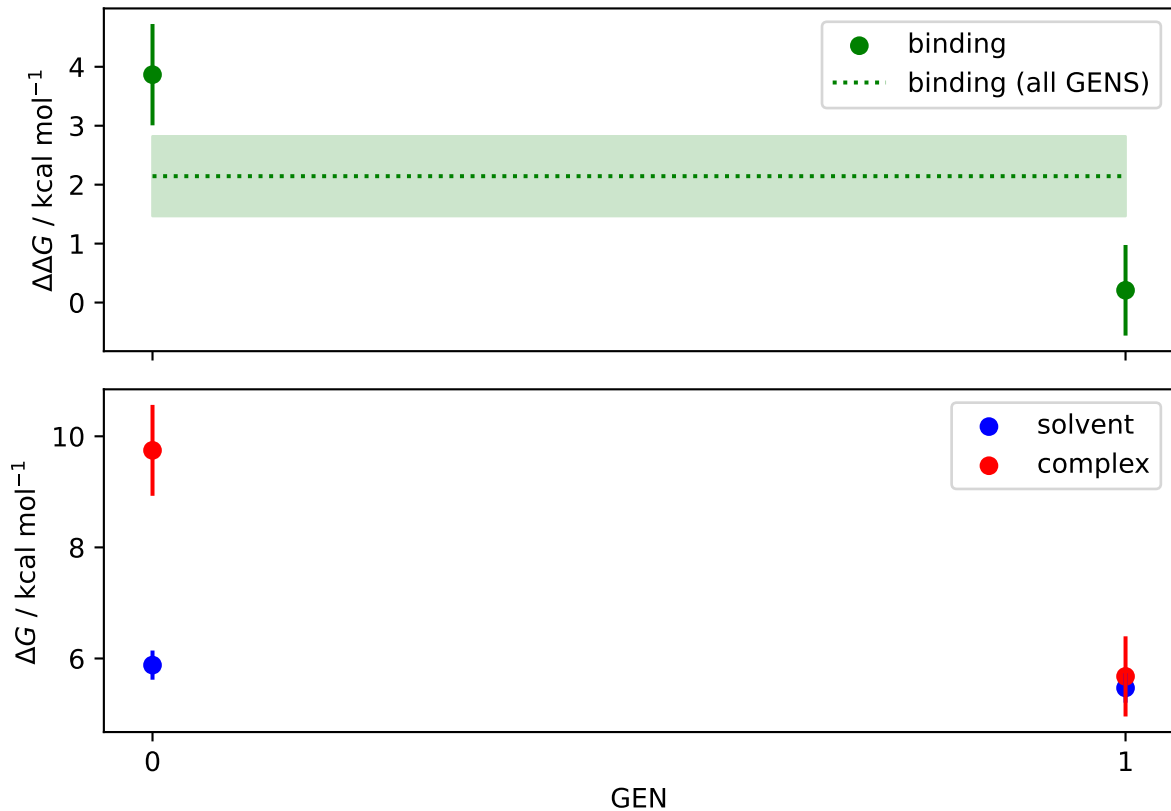 binding
binding (all GENS)
4
3
2
1
0
ΔΔG / kcal mol⁻¹
solvent
complex
10
8
6
ΔG / kcal mol⁻¹
0 1
GEN